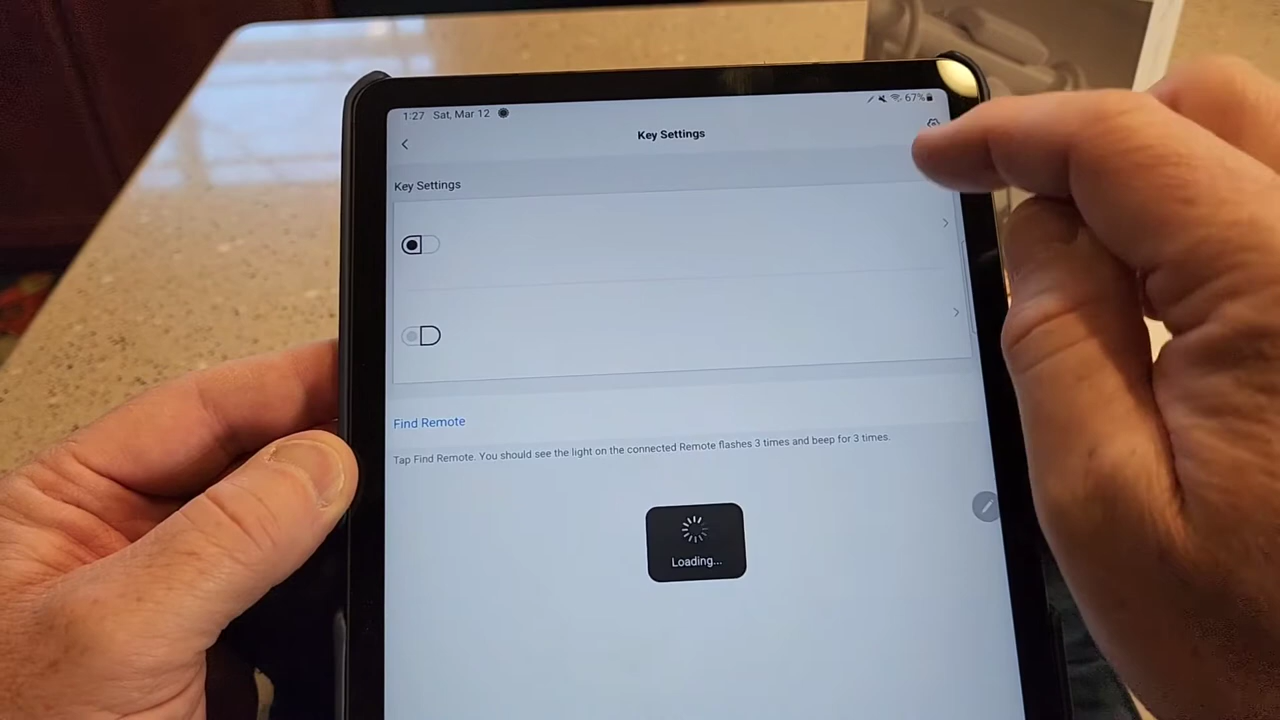 1:27 Sat, Mar 12
67%
Key Settings
Key Settings
Find Remote
Tap Find Remote. You should see the light on the connected Remote flashes 3 times and beep for 3 times.
Loading...